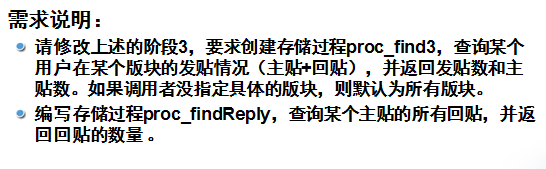 需求说明：
请修改上述的阶段3，要求创建存储过程proc_find3，查询某个
用户在某个版块的发贴情况（主贴+回贴），并返回发贴数和主
贴数。如果调用者没指定具体的版块，则默认为所有版块。
编写存储过程proc_findReply，查询某个主贴的所有回贴，并返
回回贴的数量 。